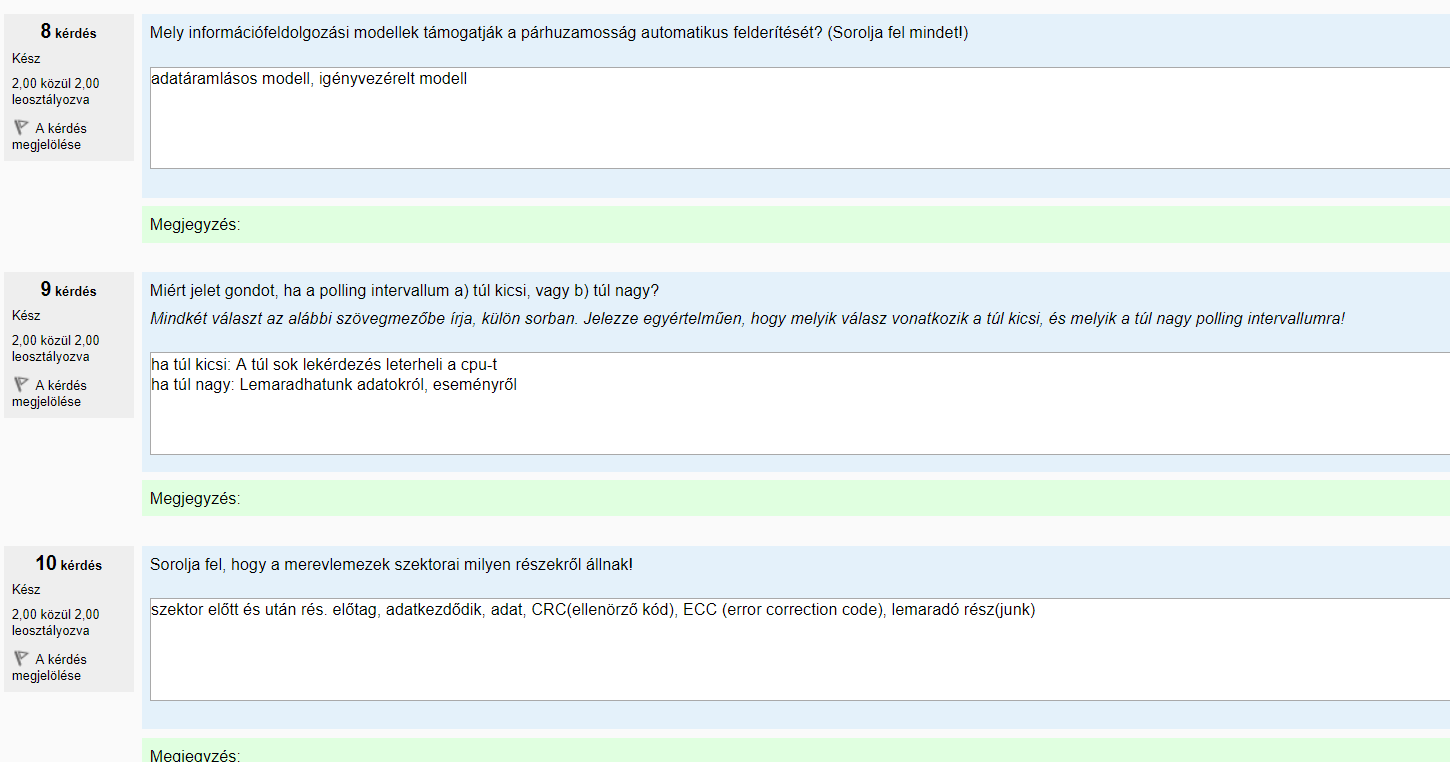 8 kérdés
Kész
2,00 közül 2,00
leosztályozva
A kérdés
megjelölése
Mely információfeldolgozási modellek támogatják a párhuzamosság automatikus felderítését? (Sorolja fel mindet!)
adatáramlásos modell, igényvezérelt modell
Megjegyzés:
9 kérdés
Kész
2,00 közül 2,00
leosztályozva
A kérdés
megjelölése
Miért jelet gondot, ha a polling intervallum a) túl kicsi, vagy b) túl nagy?
Mindkét választ az alábbi szövegmezőbe írja, külön sorban. Jelezze egyértelműen, hogy melyik válasz vonatkozik a túl kicsi, és melyik a túl nagy polling intervallumra!
ha túl kicsi: A túl sok lekérdezés leterheli a cpu-t
ha túl nagy: Lemaradhatunk adatokról, eseményről
Megjegyzés:
10 kérdés
Kész
2,00 közül 2,00
leosztályozva
A kérdés
megjelölése
Sorolja fel, hogy a merevlemezek szektorai milyen részekről állnak!
szektor előtt és után rés. előtag, adatkezdődik, adat, CRC(ellenörző kód), ECC (error correction code), lemaradó rész(junk)
Megjegyzés: